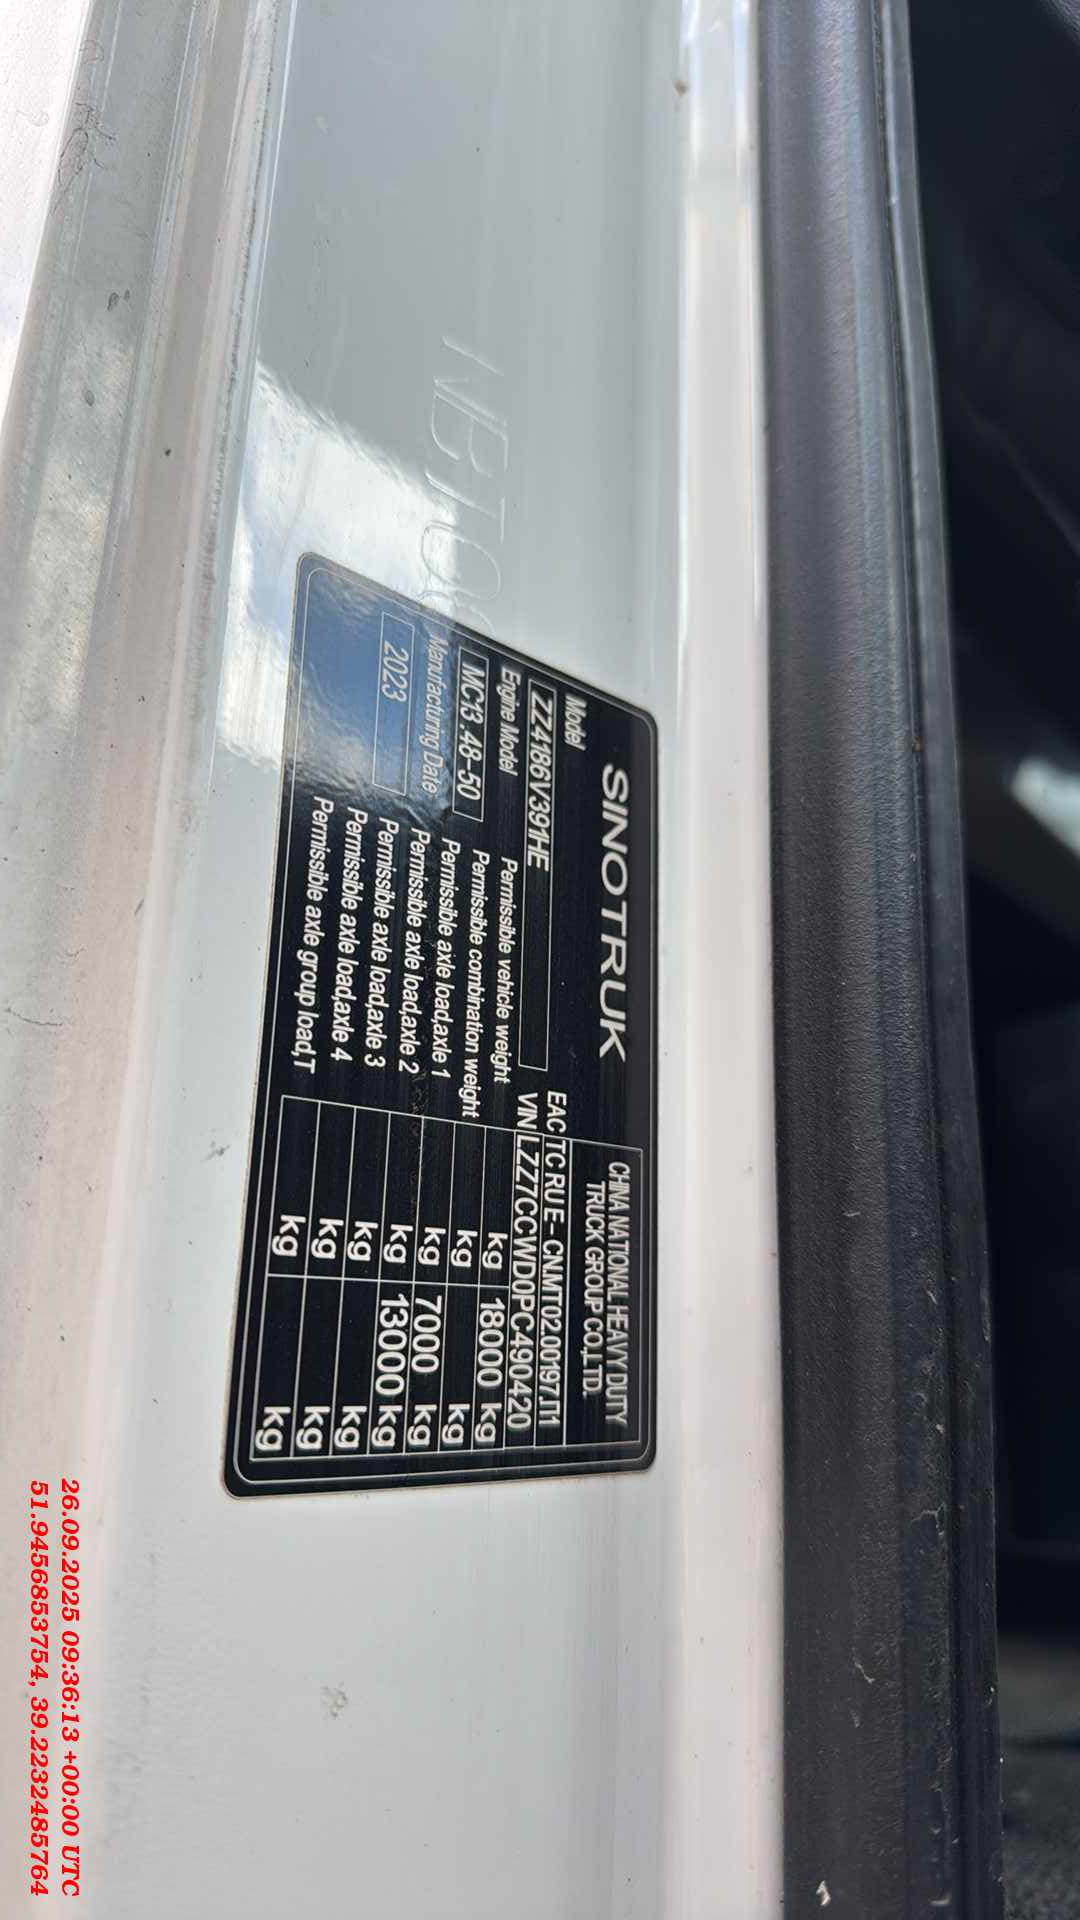 SINOTRUK
CHINA NATIONAL HEAVY DUTY
TRUCK GROUP CO.,LTD.
Model
ZZ4186V391HE
EAC TC RU E-CN.MT02.00197.П1
VIN LZZ7CCWD0PC490420
Engine Model
MC13.48-50
Manufacturing Date
2023
Permissible vehicle weight kg 18000 kg
Permissible combination weight kg kg
Permissible axle load,axle 1 kg 7000 kg
Permissible axle load,axle 2 kg 13000 kg
Permissible axle load,axle 3 kg kg
Permissible axle load,axle 4 kg kg
Permissible axle group load,T kg kg
26.09.2025 09:36:13 +00:00 UTC
51.9456853754, 39.2232485764